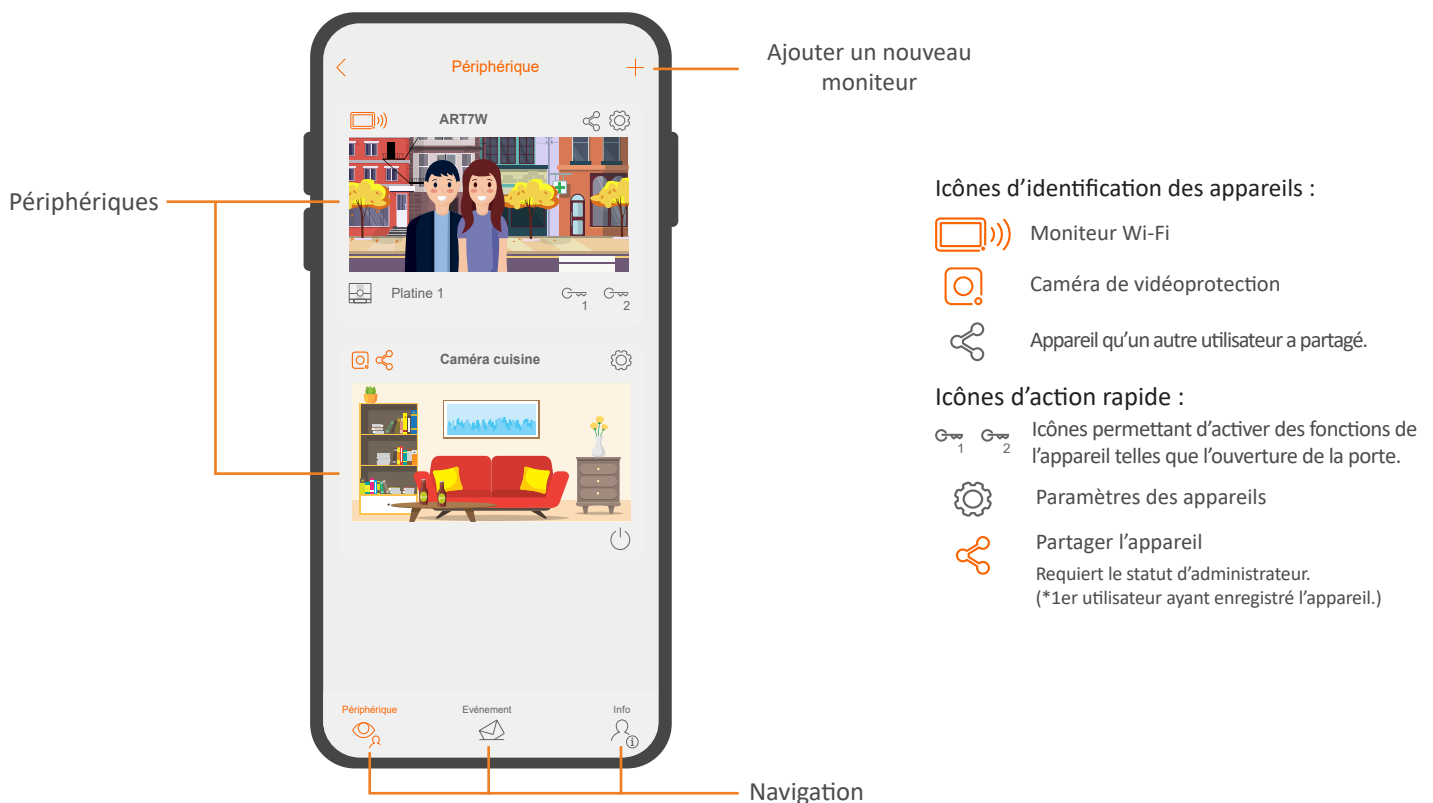 Périphérique
Ajouter un nouveau
moniteur
ART7W
Périphériques
Platine 1
1
2
Caméra cuisine
Périphérique
Evénement
Info
Navigation
Icônes d’identification des appareils :
Moniteur Wi-Fi
Caméra de vidéoprotection
Appareil qu’un autre utilisateur a partagé.
Icônes d’action rapide :
1 2
Icônes permettant d’activer des fonctions de
l’appareil telles que l’ouverture de la porte.
Paramètres des appareils
Partager l’appareil
Requiert le statut d’administrateur.
(*1er utilisateur ayant enregistré l’appareil.)